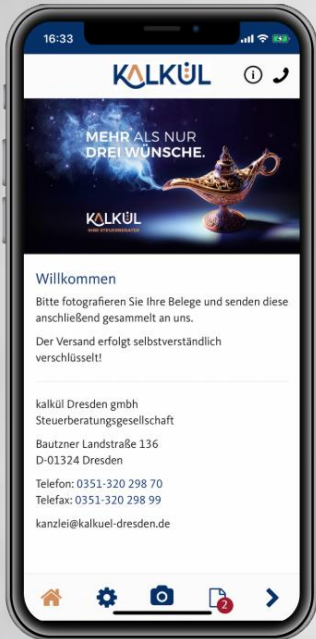 16:33
KALKÜL
MEHR ALS NUR
DREI WÜNSCHE.
KALKÜL
IHRE STEUERBERATER
Willkommen
Bitte fotografieren Sie Ihre Belege und senden diese
anschließend gesammelt an uns.
Der Versand erfolgt selbstverständlich
verschlüsselt!
kalkül Dresden gmbh
Steuerberatungsgesellschaft
Bautzner Landstraße 136
D-01324 Dresden
Telefon: 0351-320 298 70
Telefax: 0351-320 298 99
kanzlei@kalkuel-dresden.de
2